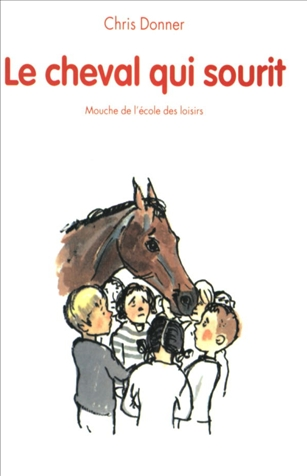 Chris Donner
Le cheval qui sourit
Mouche de l'école des loisirs